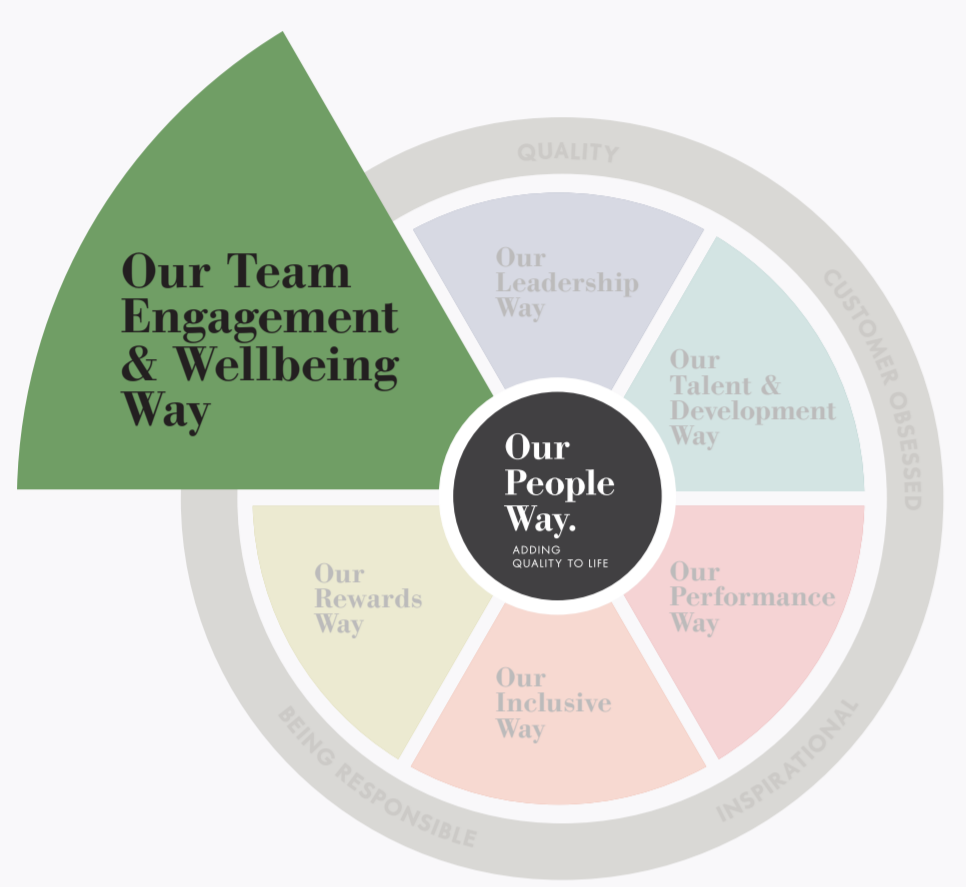 QUALITY
Our Team
Engagement
& Wellbeing
Way
Our
Leadership
Way
CUSTOMER OBSESSED
Our
Talent &
Development
Way
Our
People
Way.
ADDING
QUALITY TO LIFE
Our
Rewards
Way
Our
Performance
Way
Our
Inclusive
Way
BEING RESPONSIBLE
INSPIRATIONAL